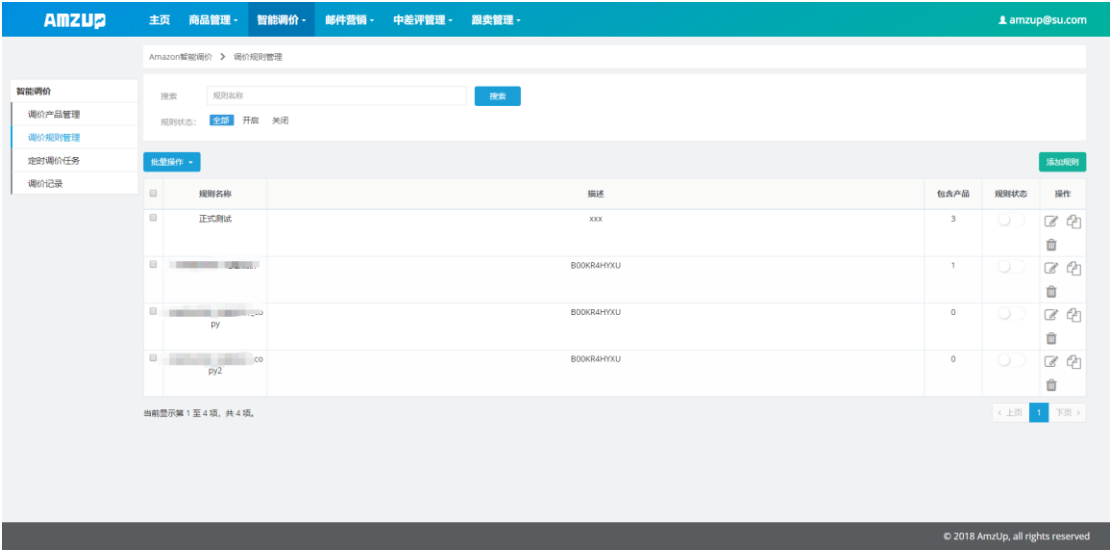 AMZUP 主页 商品管理 智能调价 邮件营销 中差评管理 跟卖管理 amzup@su.com
Amazon智能调价 > 调价规则管理
智能调价
调价产品管理
调价规则管理
定时调价任务
调价记录
搜索 规则名称 搜索
规则状态: 全部 开启 关闭
批量操作 添加规则
规则名称 描述 包含产品 规则状态 操作
正式测试 xxx 3
B00KR4HYXU 1
_co
py B00KR4HYXU 0
_co
py2 B00KR4HYXU 0
当前显示第 1 至 4 项，共 4 项。 ‹ 上页 1 下页 ›
© 2018 AmzUp, all rights reserved